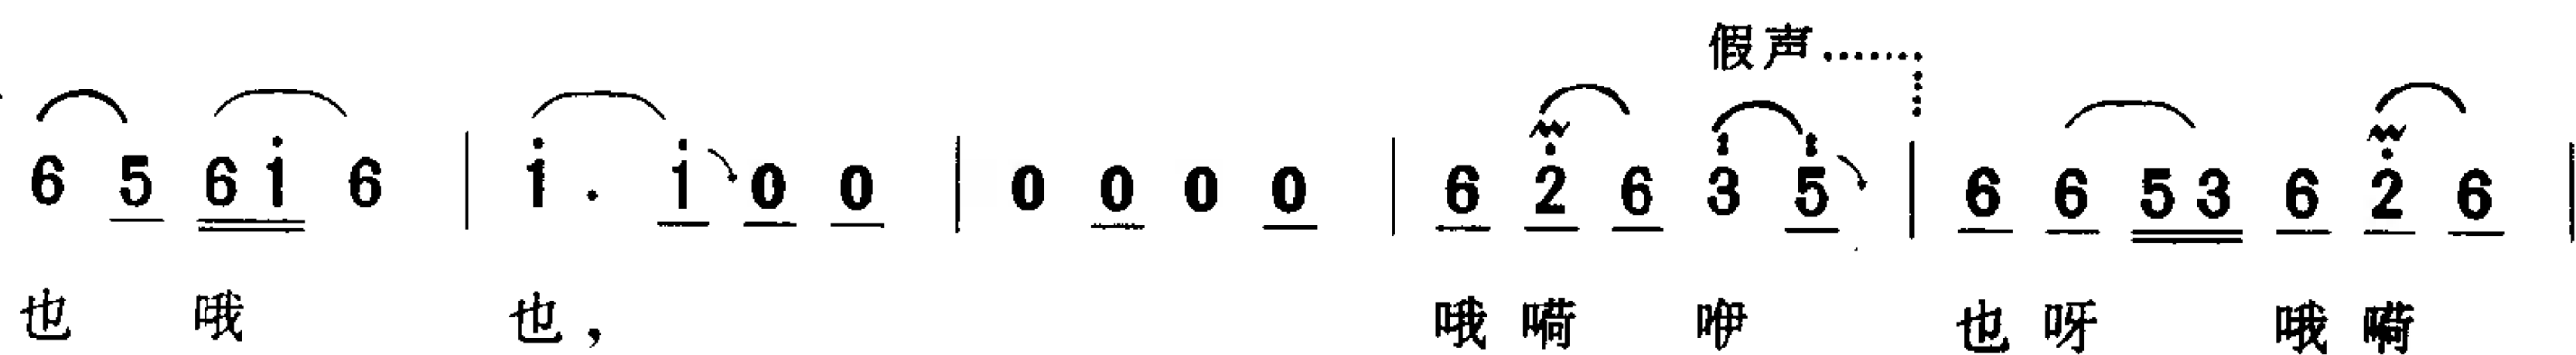 假声………
6 5 6 i 6 | i . i 0 0 | 0 0 0 0 | 6 2 6 3 5 | 6 6 5 3 6 2 6
也 哦 也， 哦 嗬 咿 也 呀 哦 嗬